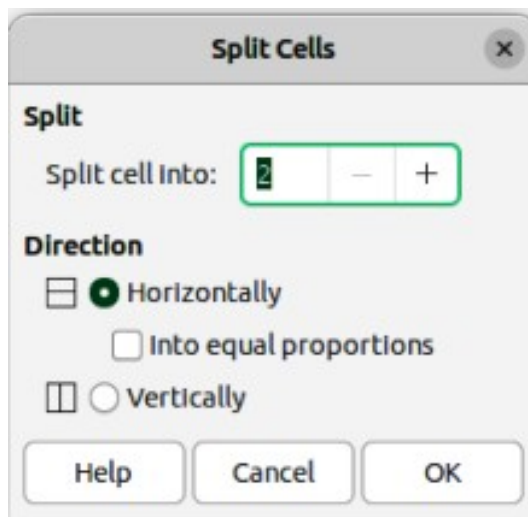 Split Cells
Split
Split cell into: 2
Direction
Horizontally
Into equal proportions
Vertically
Help Cancel OK